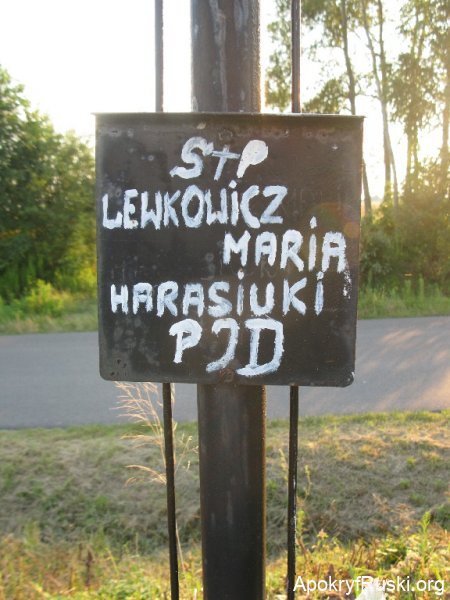 S+P
LEWKOWiCZ
MARiA
HARASiUKi
PJD
ApokryfRuski.org